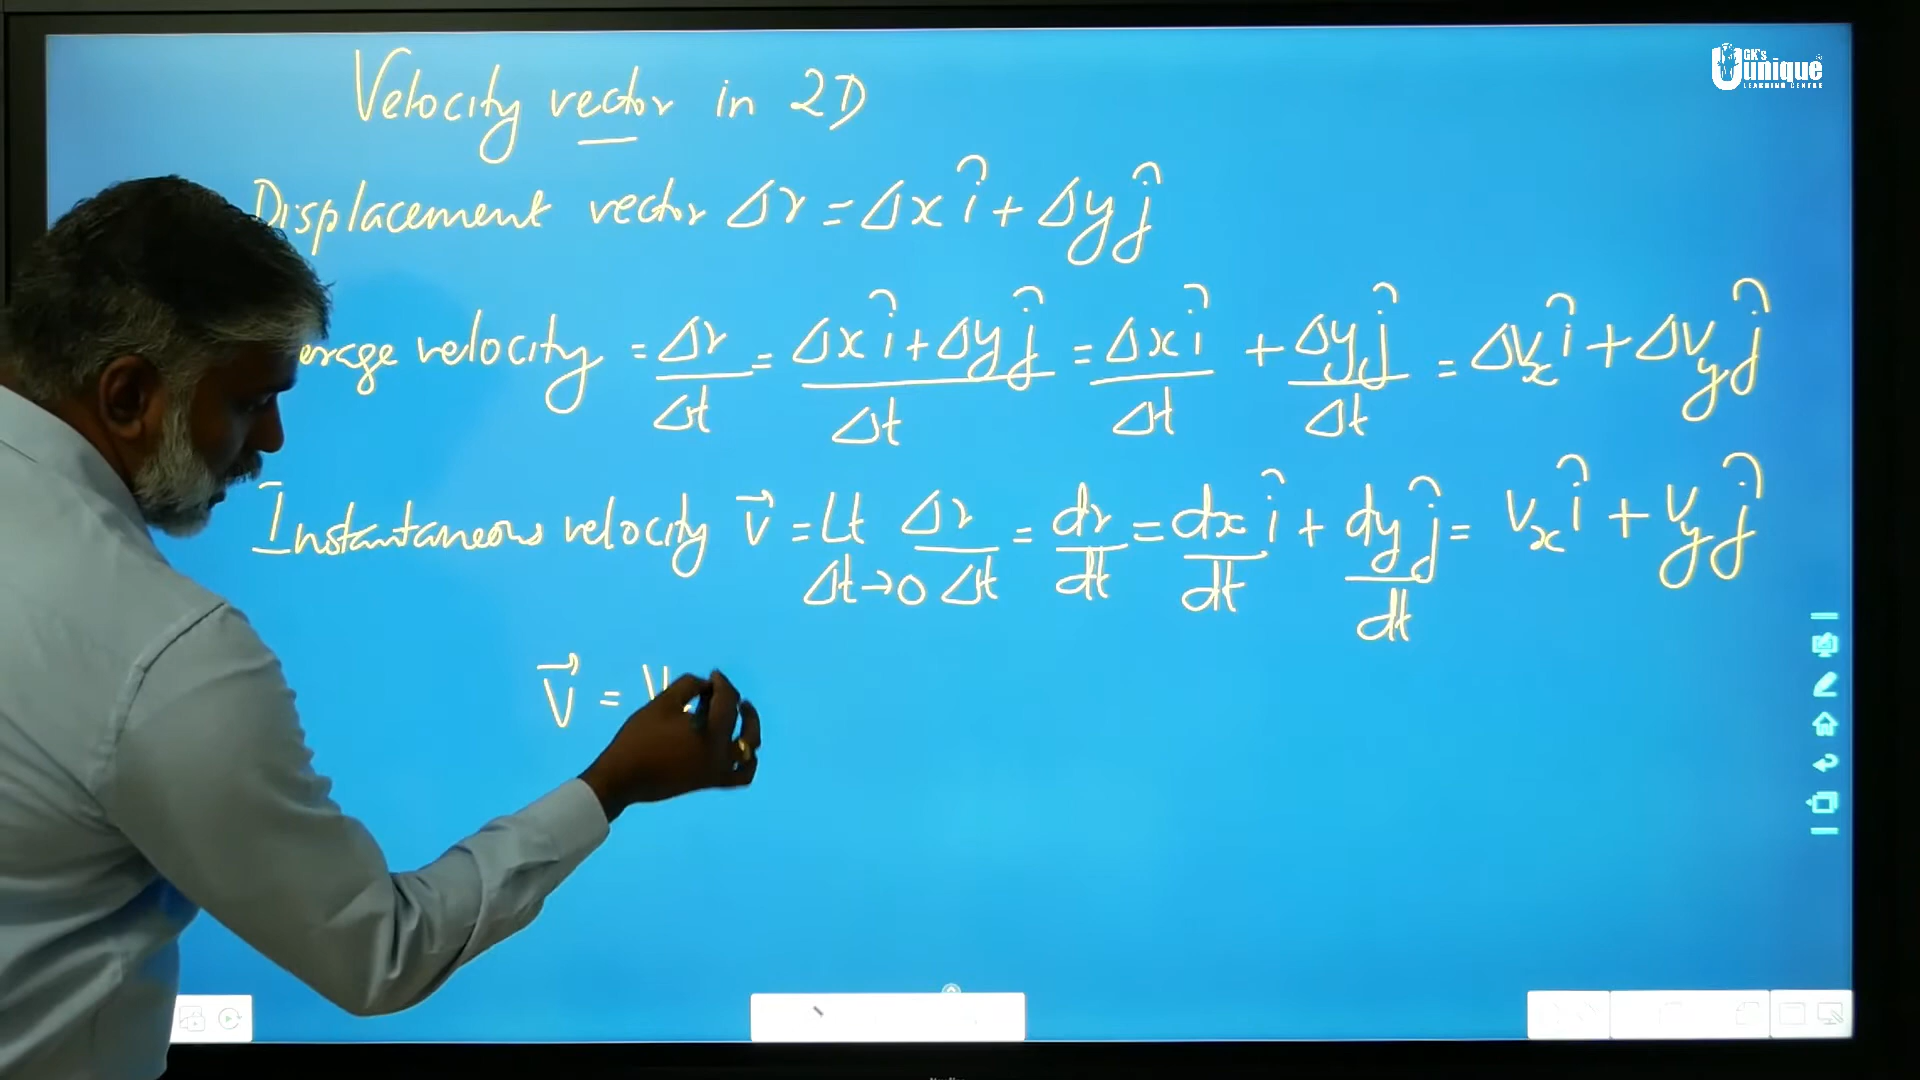 GK's
unique
LEARNING CENTRE
Velocity vector in 2D
Displacement vector Δr = Δx î + Δy ĵ
erage velocity = Δr/Δt = Δx î + Δy ĵ/Δt = Δx î/Δt + Δy ĵ/Δt = ΔVx î + ΔVy ĵ
Instantaneous velocity v⃗ = Lt Δt→0 Δr/Δt = dr/dt = dx/dt î + dy/dt ĵ = Vx î + Vy ĵ
V⃗ = V